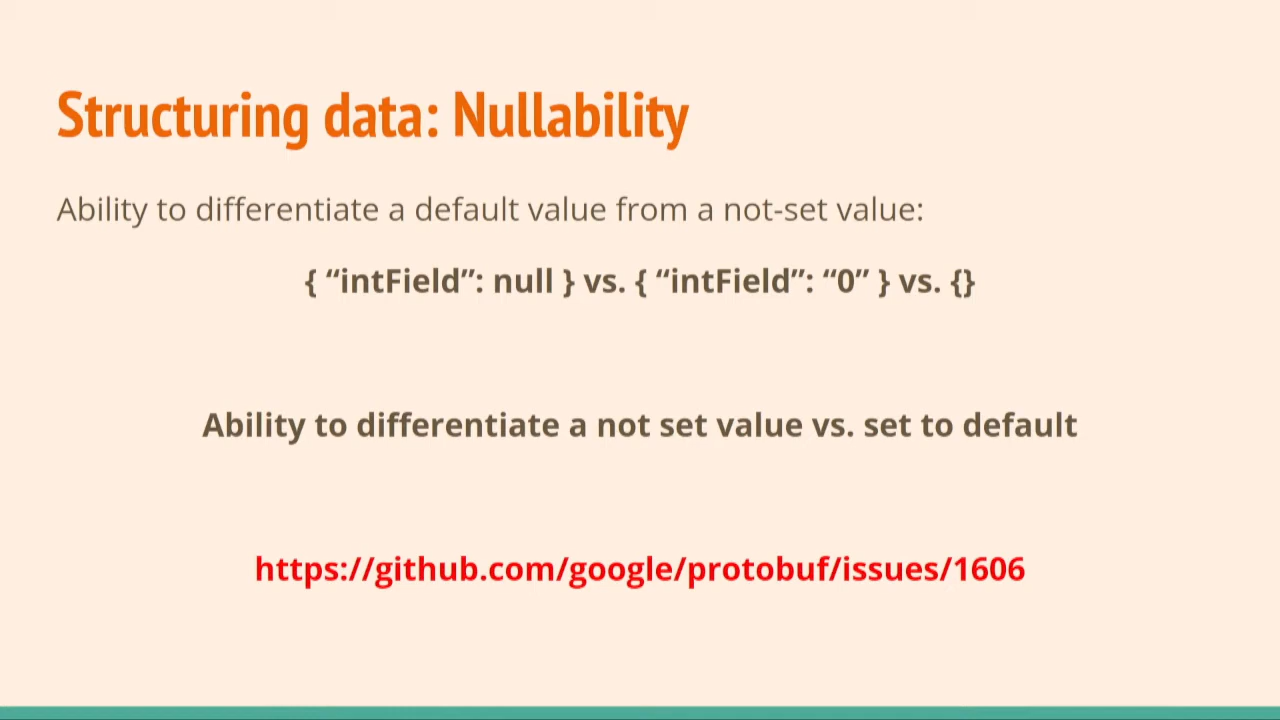 Structuring data: Nullability
Ability to differentiate a default value from a not-set value:
{ “intField”: null } vs. { “intField”: “0” } vs. {}
Ability to differentiate a not set value vs. set to default
https://github.com/google/protobuf/issues/1606